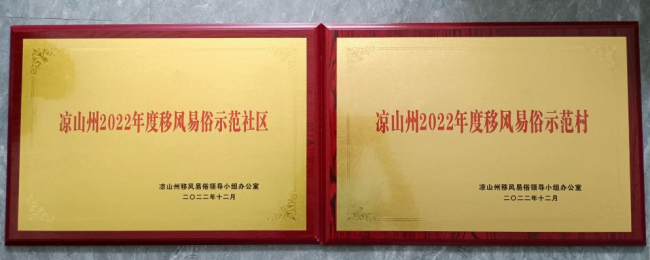 凉山州2022年度移风易俗示范社区
凉山州移风易俗领导小组办公室
二〇二二年十二月
凉山州2022年度移风易俗示范村
凉山州移风易俗领导小组办公室
二〇二二年十二月